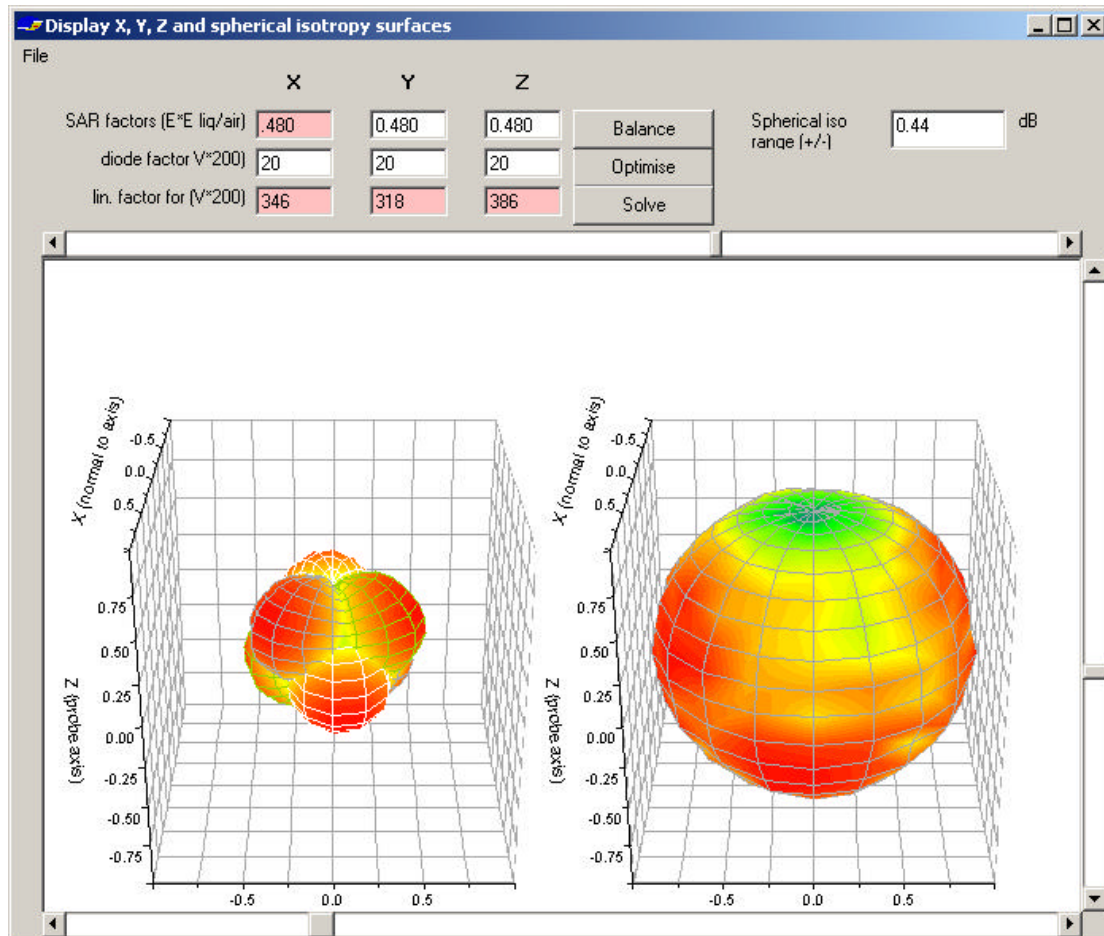 Display X, Y, Z and spherical isotropy surfaces
File
X Y Z
SAR factors (E*E liq/air) .480 0.480 0.480 Balance Spherical iso range (+/-) 0.44 dB
diode factor V*200) 20 20 20 Optimise
lin. factor for (V*200) 346 318 386 Solve
X (normal to axis)
-0.5
0.0
0.5
Z (probe axis)
0.75
0.50
0.25
0.00
-0.25
-0.50
-0.75
-0.5 0.0 0.5
X (normal to axis)
-0.5
0.0
0.5
Z (probe axis)
0.75
0.50
0.25
0.00
-0.25
-0.50
-0.75
-0.5 0.0 0.5